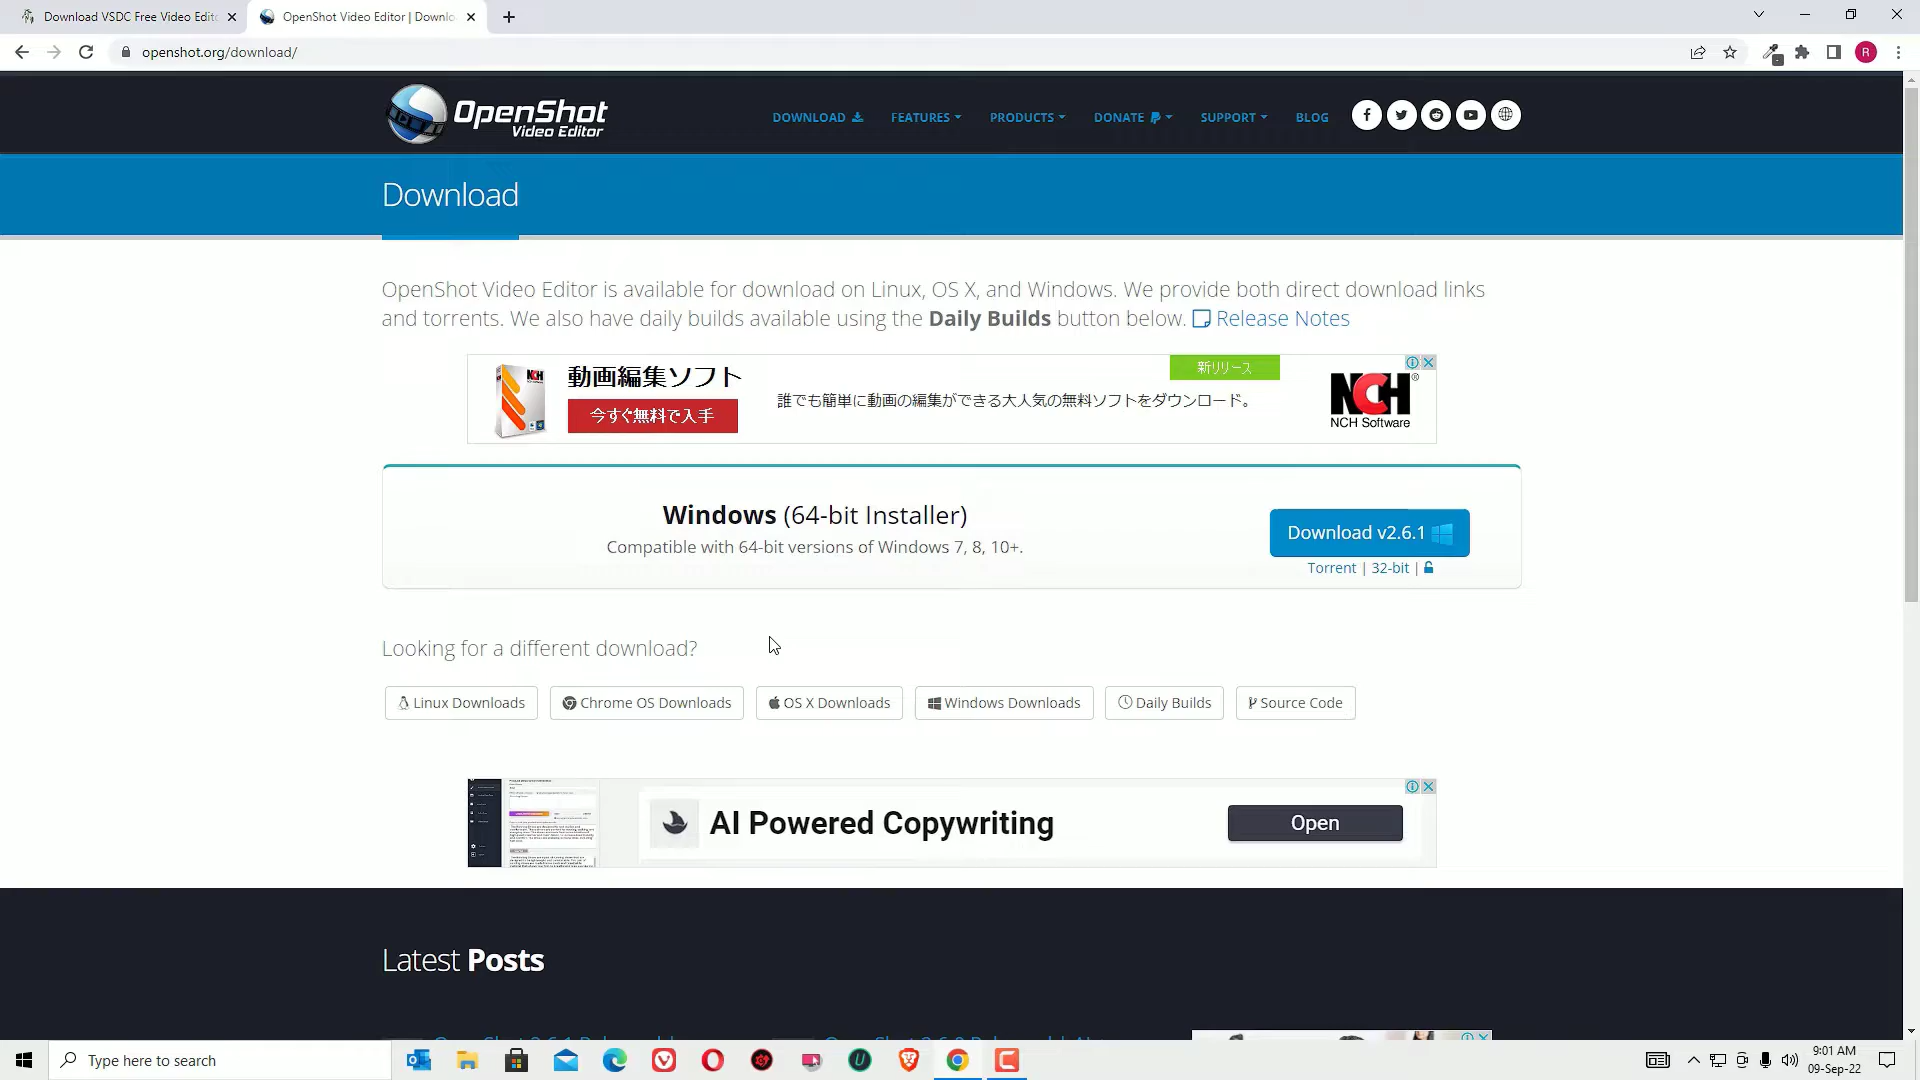 Download VSDC Free Video Edit
OpenShot Video Editor | Downlo
openshot.org/download/
R
OpenShot
Video Editor
DOWNLOAD
FEATURES
PRODUCTS
DONATE
SUPPORT
BLOG
Download
OpenShot Video Editor is available for download on Linux, OS X, and Windows. We provide both direct download links
and torrents. We also have daily builds available using the Daily Builds button below. Release Notes
NCH
動画編集ソフト
今すぐ無料で入手
誰でも簡単に動画の編集ができる大人気の無料ソフトをダウンロード。
新リリース
NCH®
NCH Software
Windows (64-bit Installer)
Compatible with 64-bit versions of Windows 7, 8, 10+.
Download v2.6.1
Torrent | 32-bit |
Looking for a different download?
Linux Downloads
Chrome OS Downloads
OS X Downloads
Windows Downloads
Daily Builds
Source Code
AI Powered Copywriting
Open
Latest Posts
Type here to search
9:01 AM
09-Sep-22